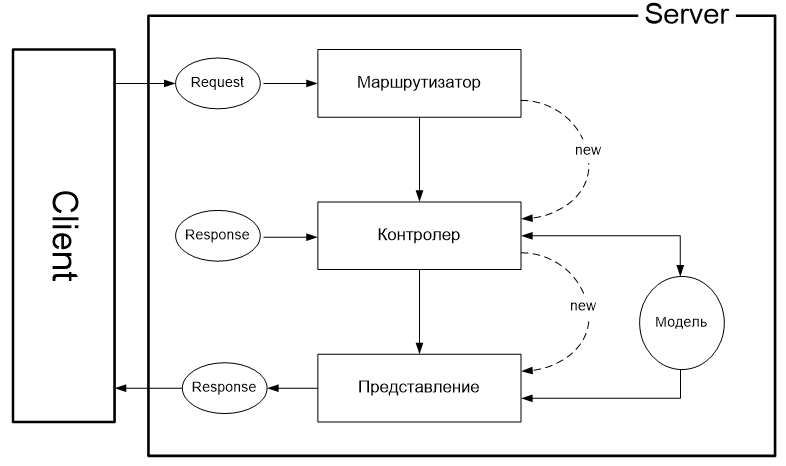 Server
Client
Request
Маршрутизатор
new
Response
Контролер
new
Модель
Response
Представление